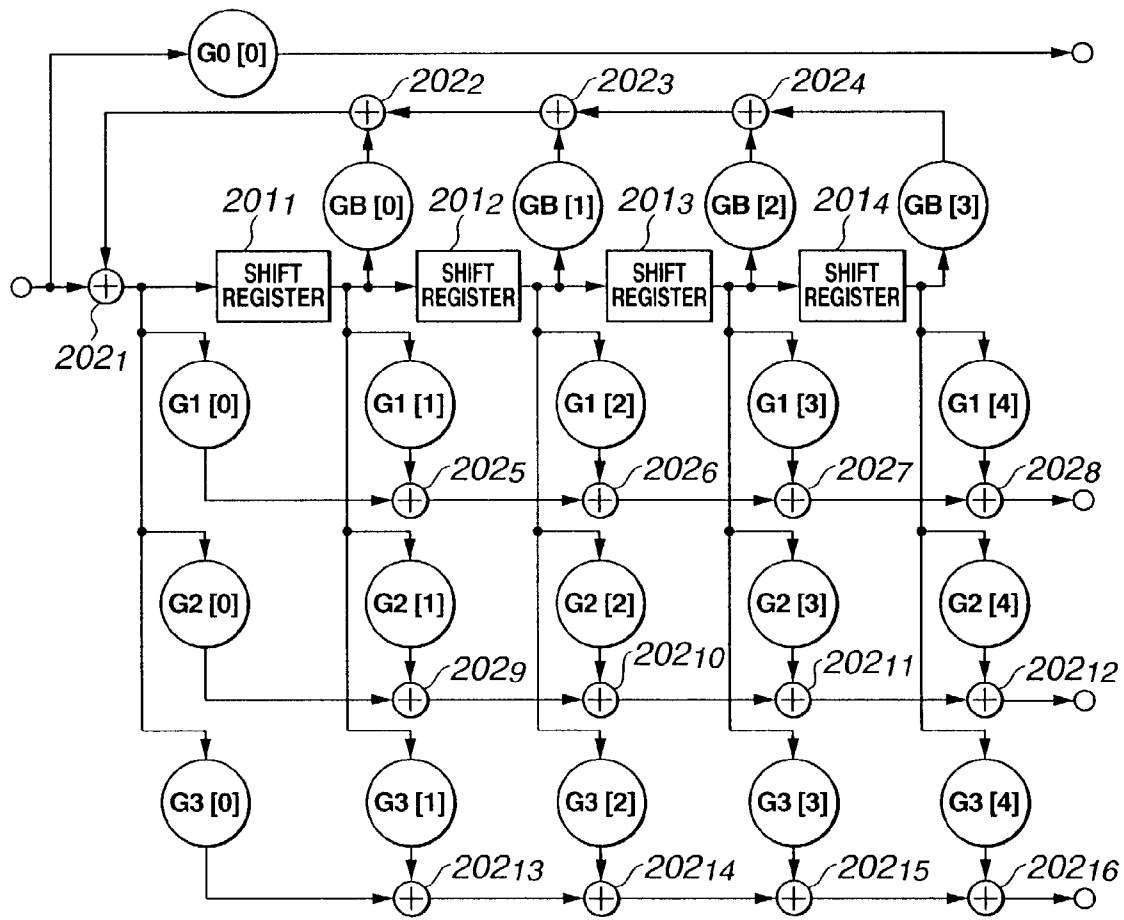 G0 [0]
202₂ 202₃ 202₄
GB [0] GB [1] GB [2] GB [3]
201₁ 201₂ 201₃ 201₄
SHIFT REGISTER SHIFT REGISTER SHIFT REGISTER SHIFT REGISTER
202₁
G1 [0] G1 [1] G1 [2] G1 [3] G1 [4]
202₅ 202₆ 202₇ 202₈
G2 [0] G2 [1] G2 [2] G2 [3] G2 [4]
202₉ 202₁₀ 202₁₁ 202₁₂
G3 [0] G3 [1] G3 [2] G3 [3] G3 [4]
202₁₃ 202₁₄ 202₁₅ 202₁₆